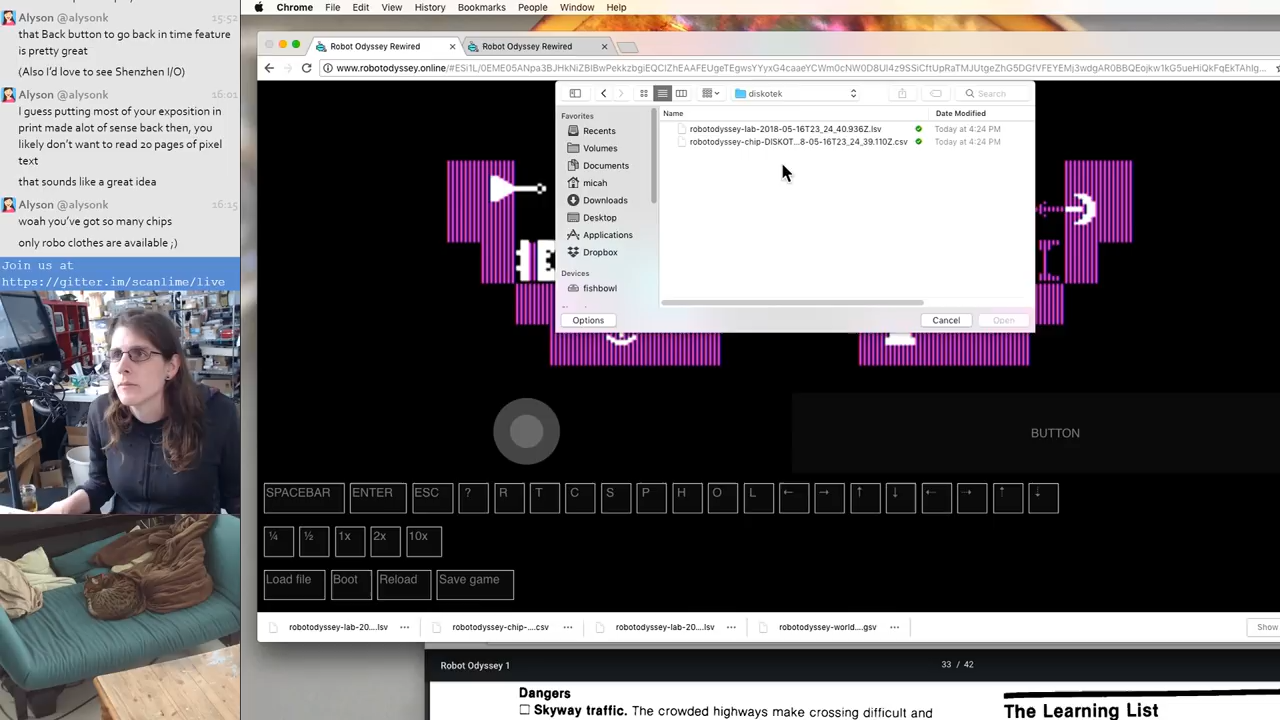 Alyson @alysonk 15:52
that Back button to go back in time feature
is pretty great
(Also I'd love to see Shenzhen I/O)
Alyson @alysonk 16:01
I guess putting most of your exposition in
print made alot of sense back then, you
likely don't want to read 20 pages of pixel
text
that sounds like a great idea
Alyson @alysonk 16:15
woah you've got so many chips
only robo clothes are available ;)
Join us at
https://gitter.im/scanlime/live
Chrome File Edit View History Bookmarks People Window Help
Robot Odyssey Rewired
Robot Odyssey Rewired
diskotek
Search
Favorites
Recents
Volumes
Documents
micah
Downloads
Desktop
Applications
Dropbox
Devices
fishbowl
Name Date Modified
robotodyssey-lab-2018-05-16T23_24_40.936Z.lsv Today at 4:24 PM
robotodyssey-chip-DISKOT...8-05-16T23_24_39.110Z.csv Today at 4:24 PM
Options Cancel Open
BUTTON
SPACEBAR ENTER ESC ? R T C S P H O L ← → ↑ ↓ ← → ↑ ↓
¼ ½ 1x 2x 10x
Load file Boot Reload Save game
robotodyssey-lab-20....lsv robotodyssey-chip-....csv robotodyssey-lab-20....lsv robotodyssey-world....gsv Show
Robot Odyssey 1 33 / 42
Dangers
Skyway traffic. The crowded highways make crossing difficult and
The Learning List